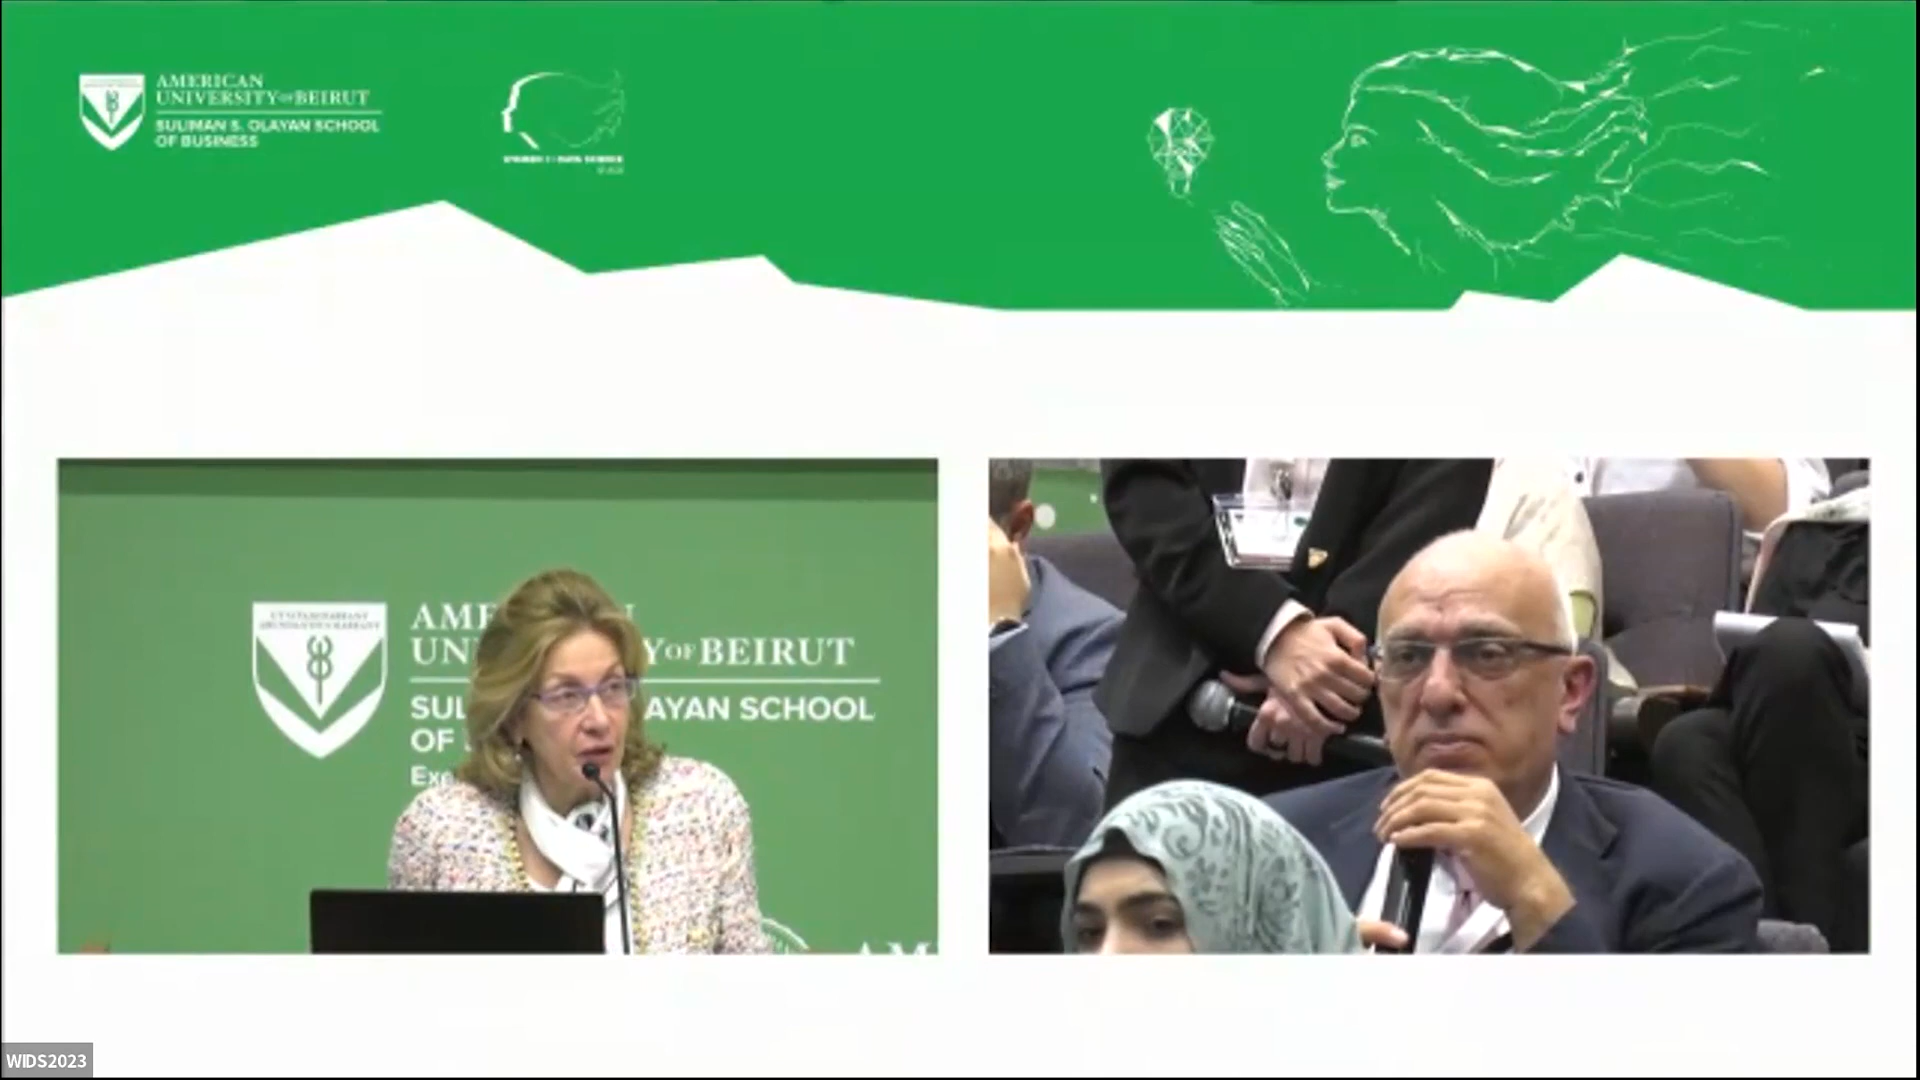 AMERICAN
UNIVERSITY OF BEIRUT
SULIMAN S. OLAYAN SCHOOL
OF BUSINESS
AME
UN Y OF BEIRUT
SUL AYAN SCHOOL
OF
Exe
AM
WIDS2023